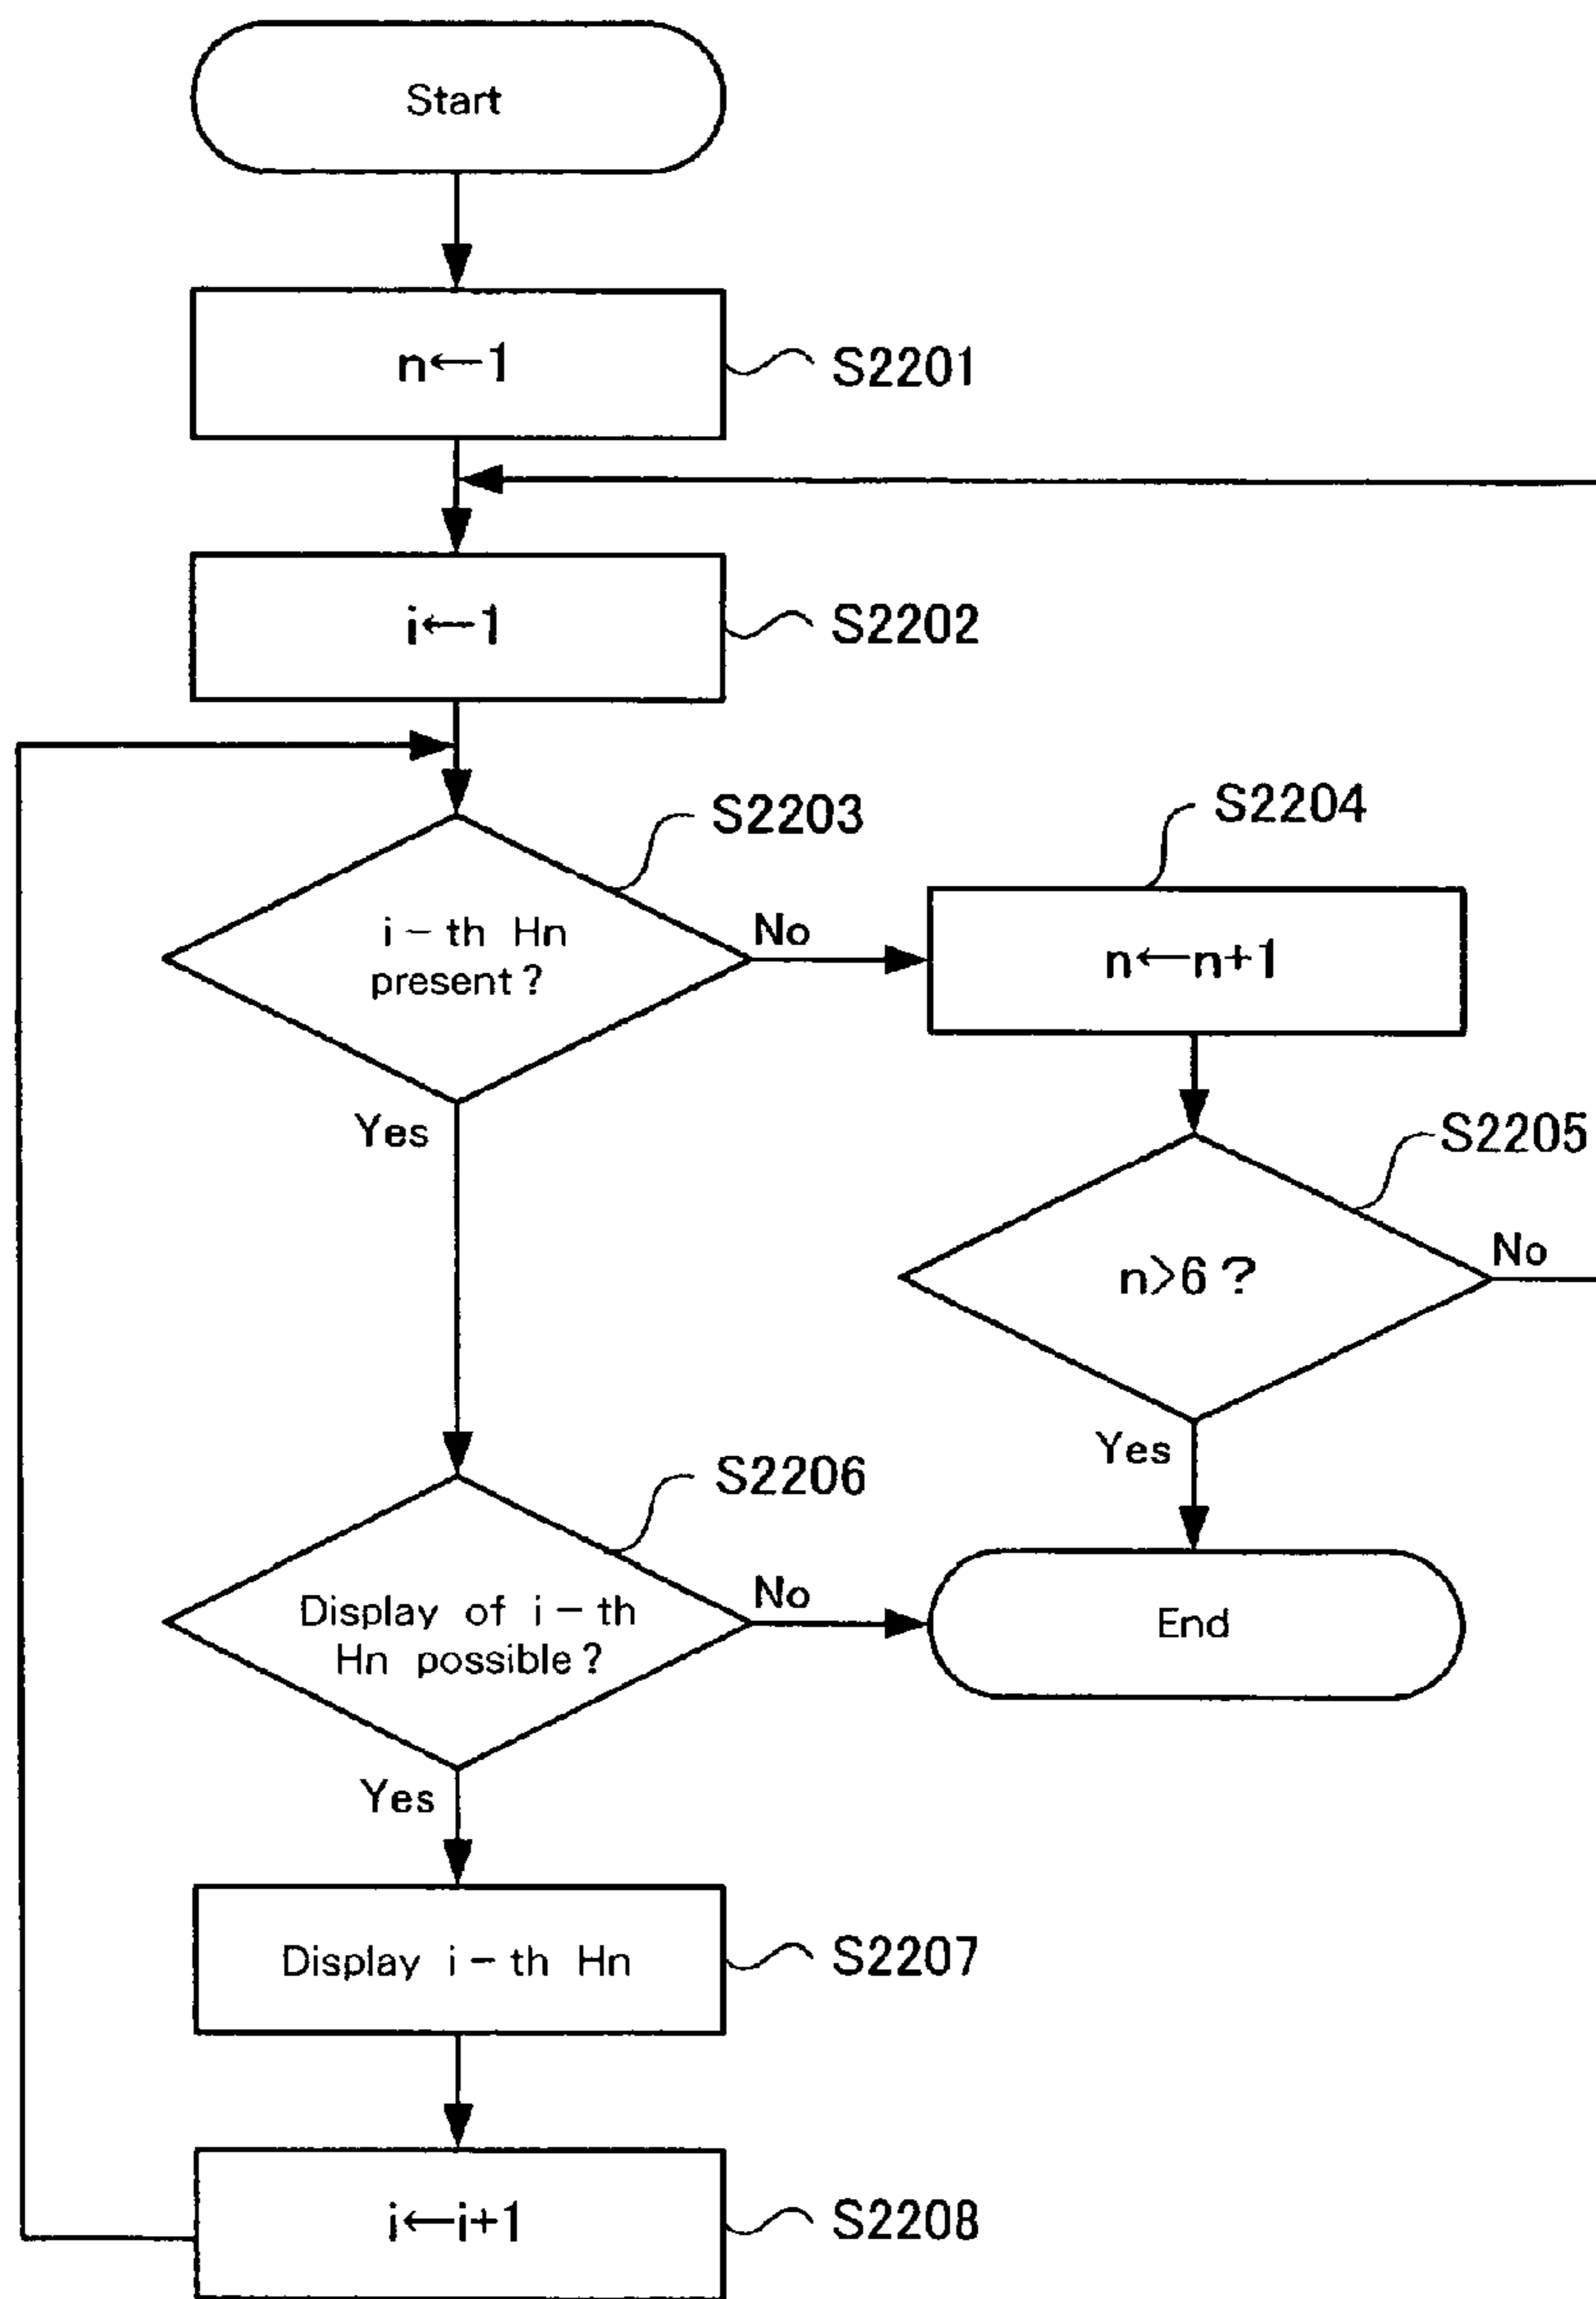 Start
n←1
S2201
i←1
S2202
S2203
S2204
i-th Hn
present?
No
n←n+1
Yes
S2205
n>6?
No
Yes
S2206
Display of i-th
Hn possible?
No
End
Yes
Display i-th Hn
S2207
i←i+1
S2208